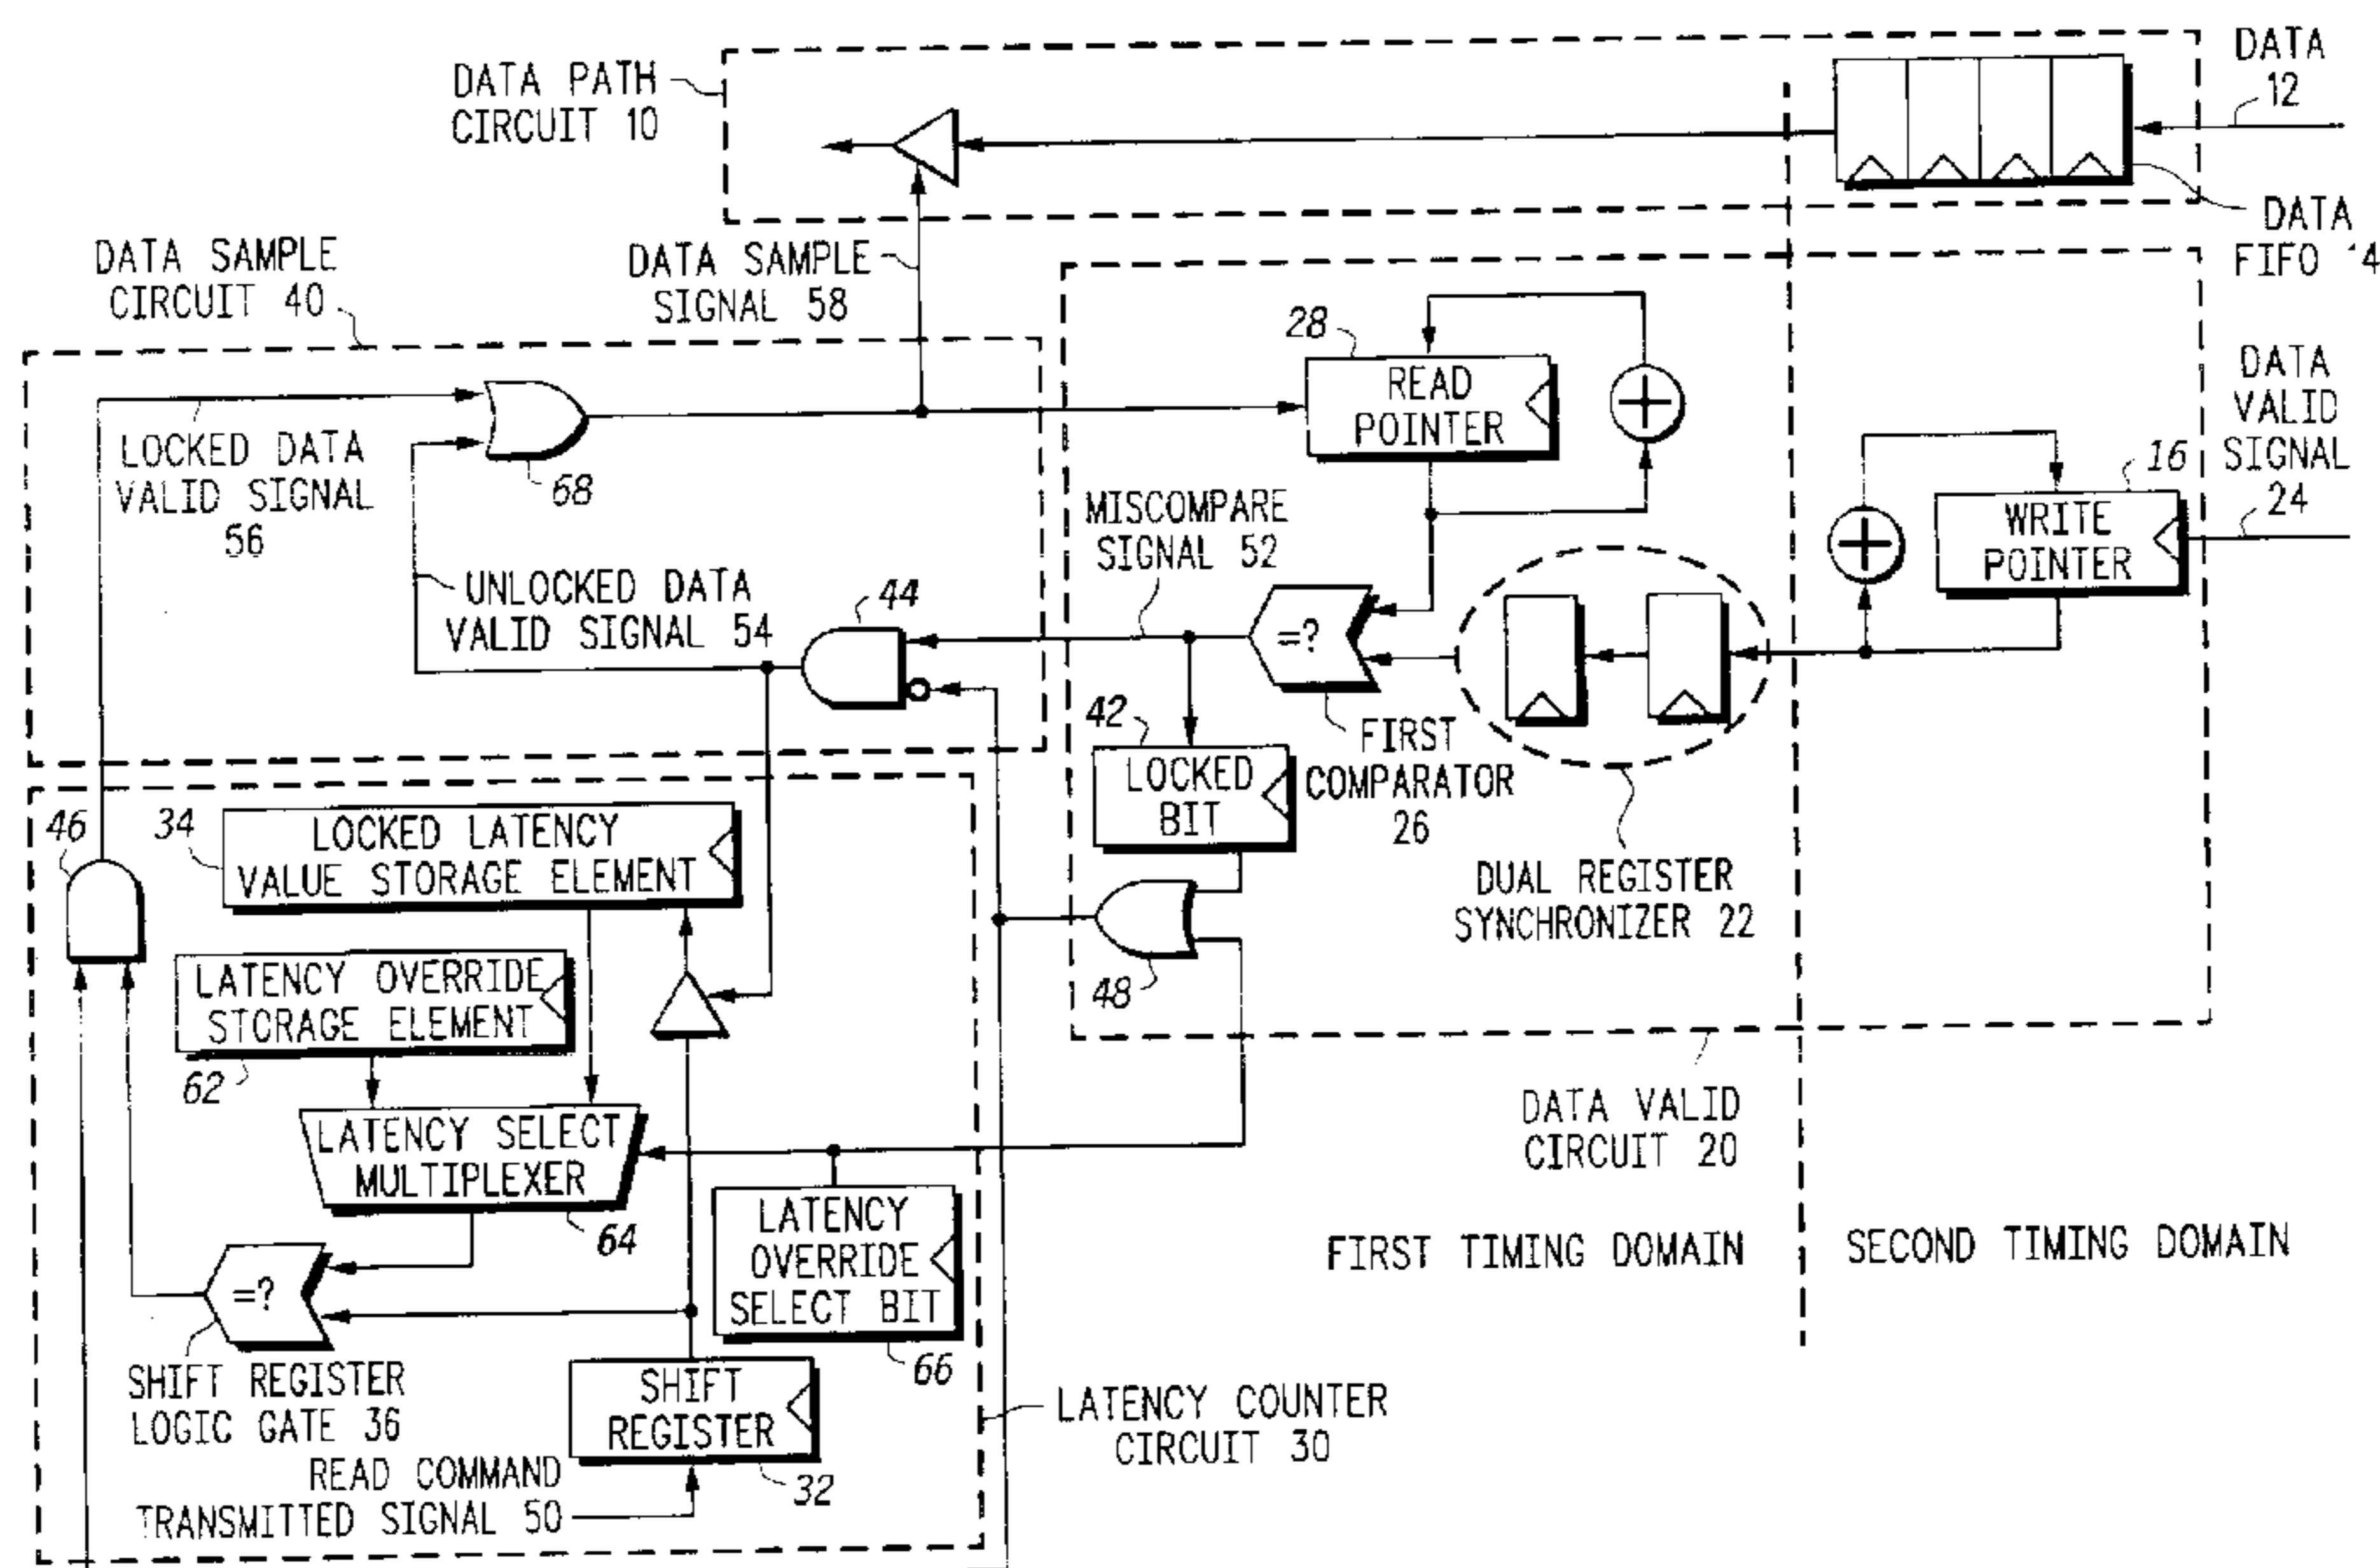 DATA PATH
CIRCUIT 10
DATA
12
DATA
FIFO 14
DATA SAMPLE
CIRCUIT 40
DATA SAMPLE
SIGNAL 58
28
READ
POINTER
DATA
VALID
SIGNAL
24
16
WRITE
POINTER
LOCKED DATA
VALID SIGNAL
56
68
MISCOMPARE
SIGNAL 52
UNLOCKED DATA
VALID SIGNAL 54
44
=?
42
LOCKED
BIT
FIRST
COMPARATOR
26
DUAL REGISTER
SYNCHRONIZER 22
46
34
LOCKED LATENCY
VALUE STORAGE ELEMENT
48
LATENCY OVERRIDE
STORAGE ELEMENT
62
LATENCY SELECT
MULTIPLEXER
64
DATA VALID
CIRCUIT 20
LATENCY
OVERRIDE
SELECT BIT
66
FIRST TIMING DOMAIN
SECOND TIMING DOMAIN
=?
SHIFT REGISTER
LOGIC GATE 36
SHIFT
REGISTER
32
LATENCY COUNTER
CIRCUIT 30
READ COMMAND
TRANSMITTED SIGNAL 50